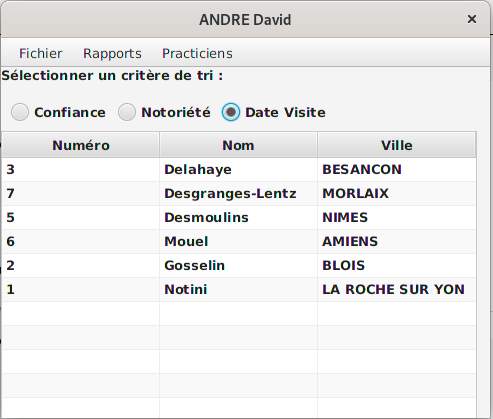 ANDRE David ×
Fichier Rapports Practiciens
Sélectionner un critère de tri :
Confiance Notoriété Date Visite
Numéro Nom Ville
3 Delahaye BESANCON
7 Desgranges-Lentz MORLAIX
5 Desmoulins NIMES
6 Mouel AMIENS
2 Gosselin BLOIS
1 Notini LA ROCHE SUR YON